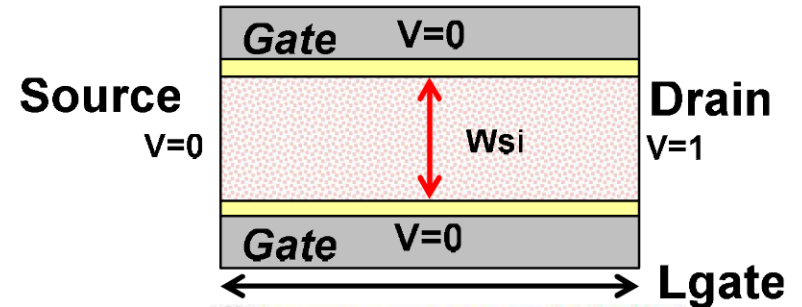 Gate V=0
Source
V=0
Wsi
Drain
V=1
Gate V=0
Lgate